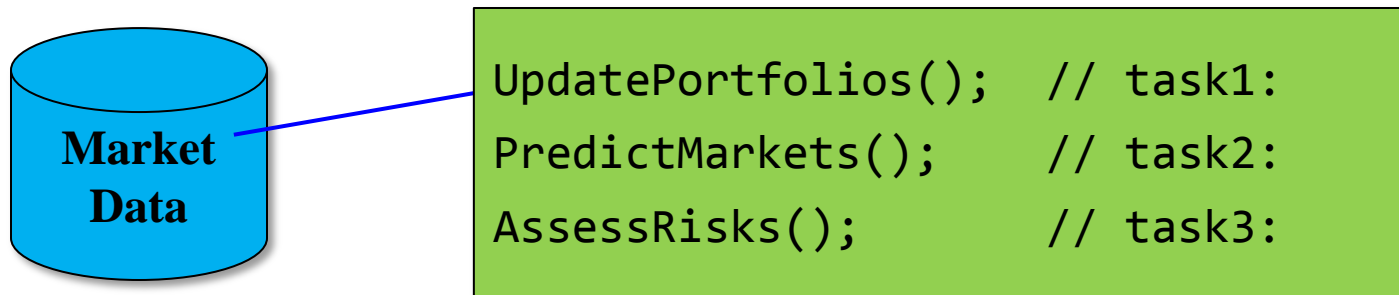 Market
Data
UpdatePortfolios(); // task1:
PredictMarkets(); // task2:
AssessRisks(); // task3: